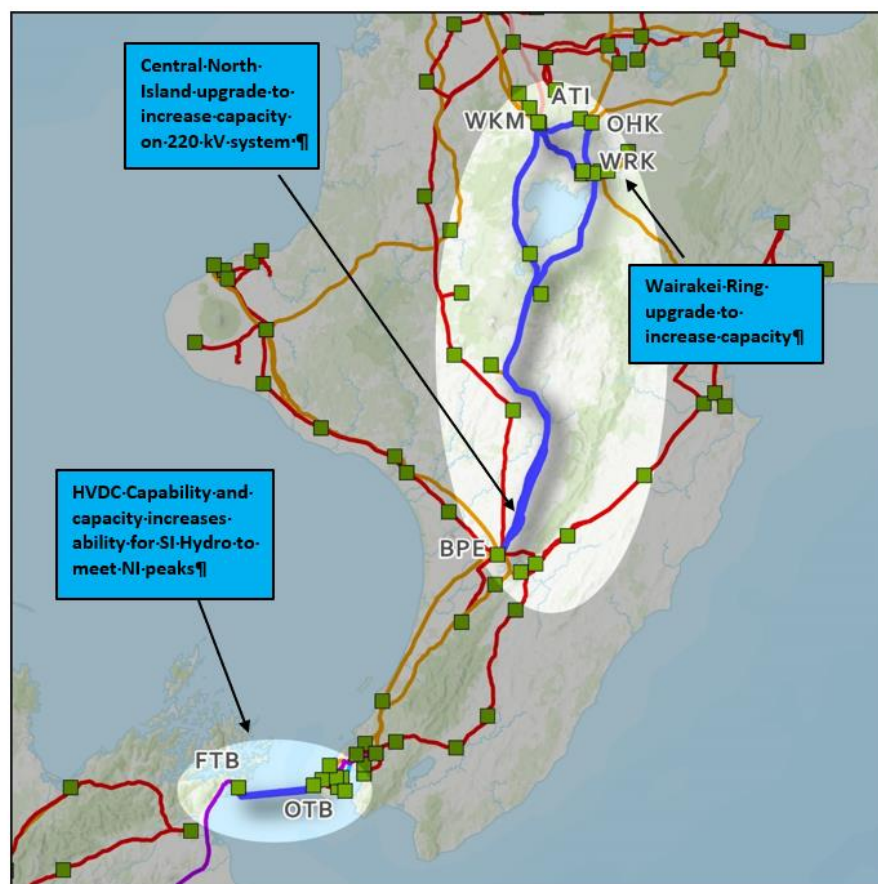 Central·North·
Island·upgrade·to·
increase·capacity·
on·220·kV·system·¶
ATI
WKM
OHK
WRK
Wairakei·Ring·
upgrade·to·
increase·capacity¶
HVDC·Capability·and·
capacity·increases·
ability·for·SI·Hydro·to·
meet·NI·peaks¶
BPE
FTB
OTB